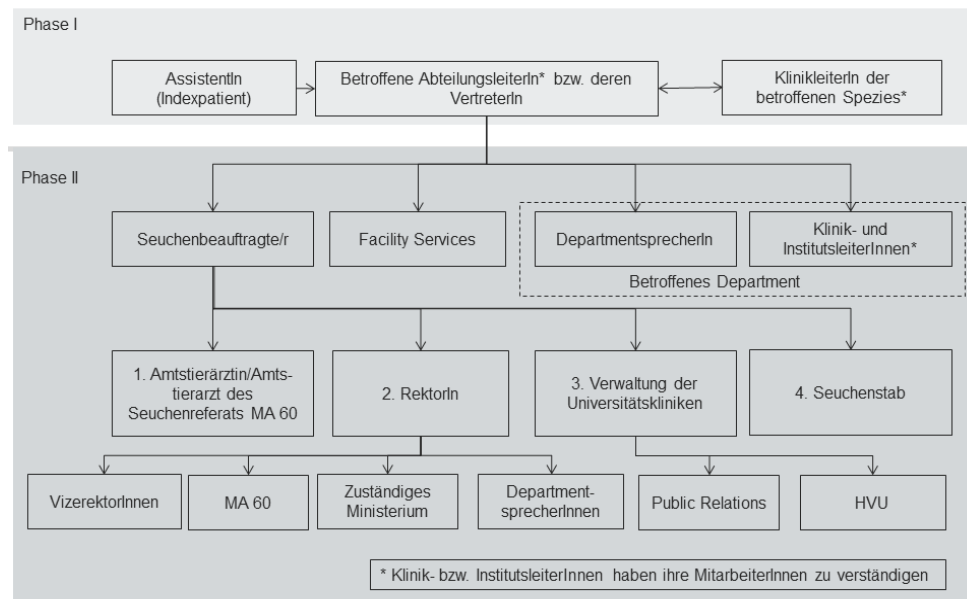 Phase I
AssistentIn
(Indexpatient)
Betroffene AbteilungsleiterIn* bzw. deren
VertreterIn
KlinikleiterIn der
betroffenen Spezies*
Phase II
Seuchenbeauftragte/r
Facility Services
DepartmentsprecherIn
Klinik- und
InstitutsleiterInnen*
Betroffenes Department
1. Amtstierärztin/Amts-
tierarzt des
Seuchenreferats MA 60
2. RektorIn
3. Verwaltung der
Universitätskliniken
4. Seuchenstab
VizerektorInnen
MA 60
Zuständiges
Ministerium
Department-
sprecherInnen
Public Relations
HVU
* Klinik- bzw. InstitutsleiterInnen haben ihre MitarbeiterInnen zu verständigen